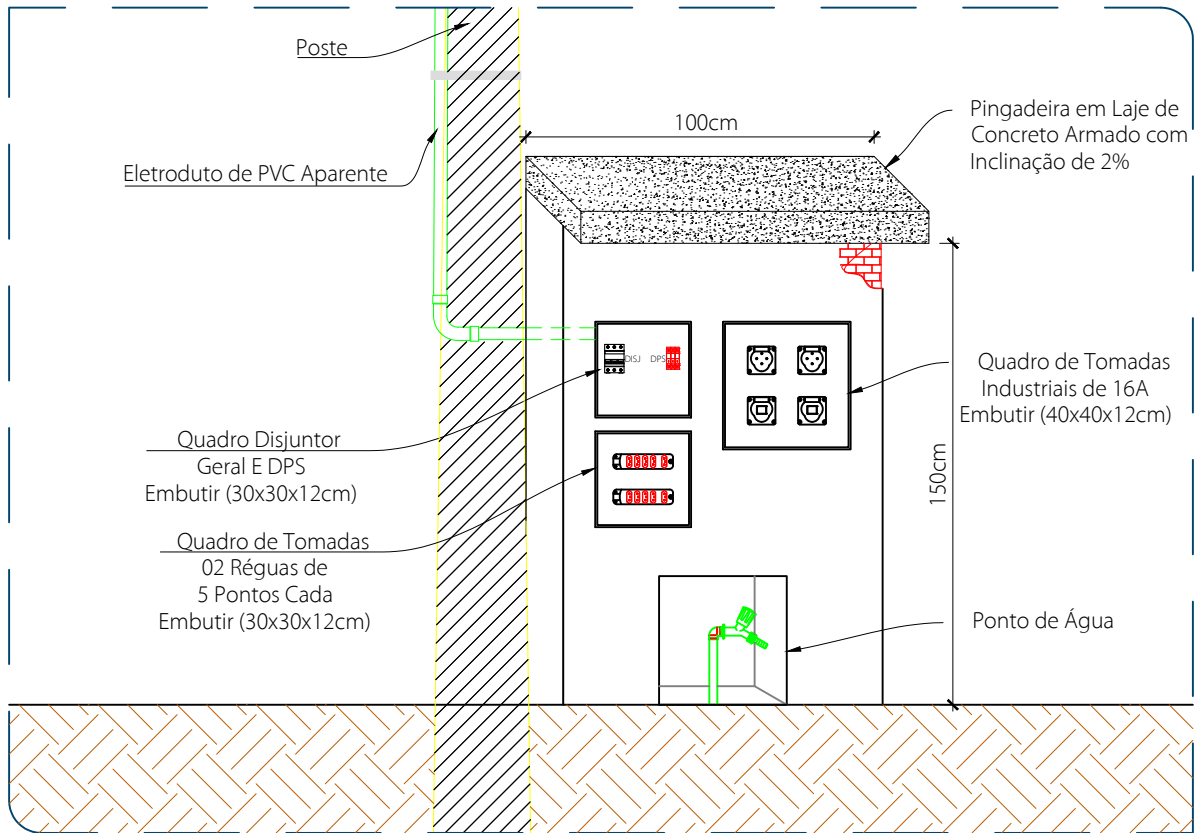 Poste
100cm
Pingadeira em Laje de
Concreto Armado com
Inclinação de 2%
Eletroduto de PVC Aparente
DISJ
DPS
Quadro de Tomadas
Industriais de 16A
Embutir (40x40x12cm)
Quadro Disjuntor
Geral E DPS
Embutir (30x30x12cm)
150cm
Quadro de Tomadas
02 Réguas de
5 Pontos Cada
Embutir (30x30x12cm)
Ponto de Água